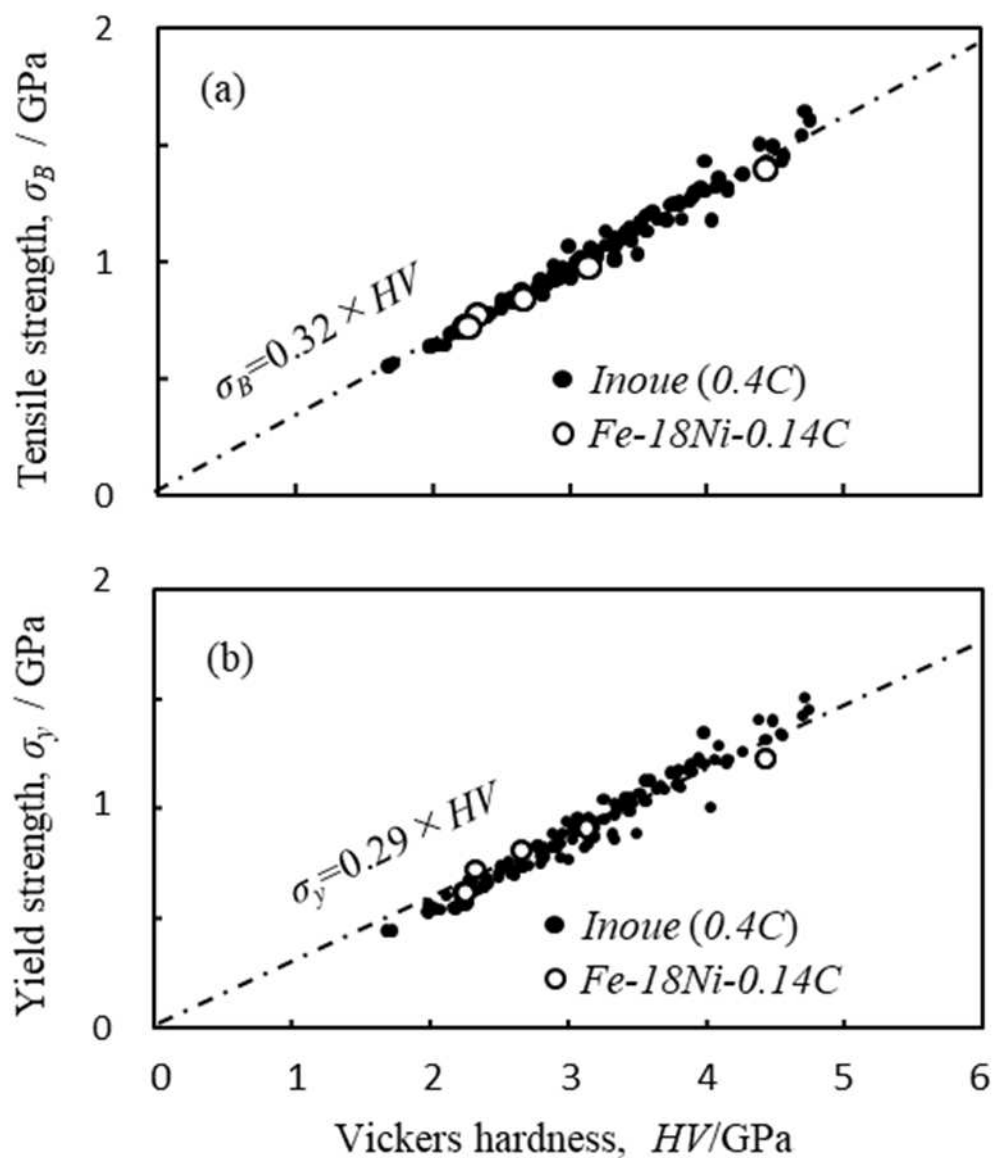 2
(a)
Tensile strength, σB / GPa
1
σB=0.32 × HV
Inoue (0.4C)
Fe-18Ni-0.14C
0
2
(b)
Yield strength, σy / GPa
1
σy=0.29 × HV
Inoue (0.4C)
Fe-18Ni-0.14C
0
0 1 2 3 4 5 6
Vickers hardness, HV/GPa